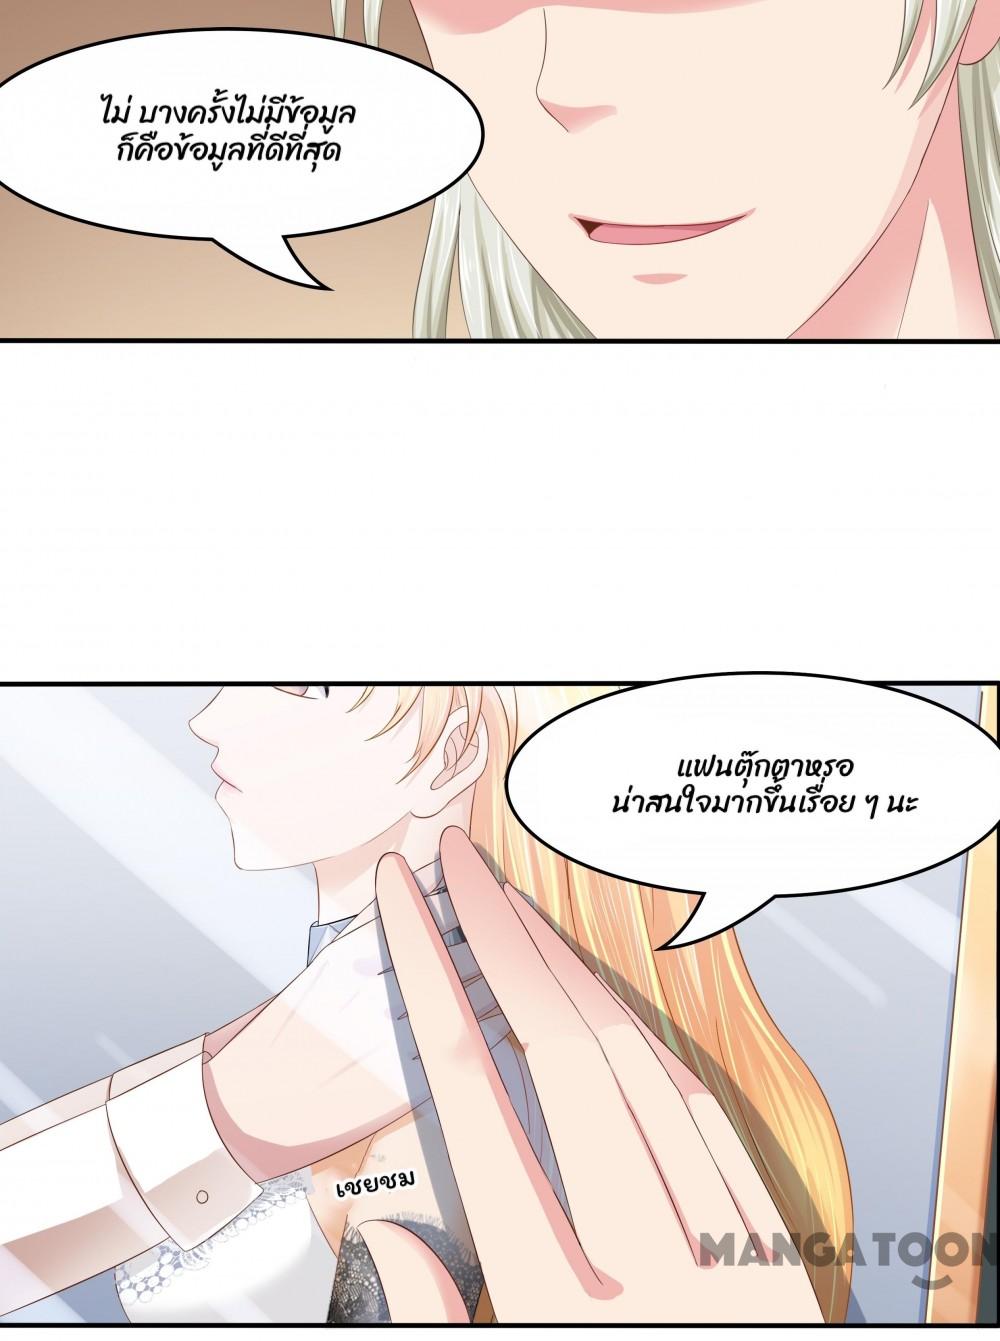 ไม่ บางครั้งไม่มีข้อมูล
ก็คือข้อมูลที่ดีที่สุด
แฟนตุ๊กตาหรอ
น่าสนใจมากขึ้นเรื่อย ๆ นะ
เชยชม
MANGATOON